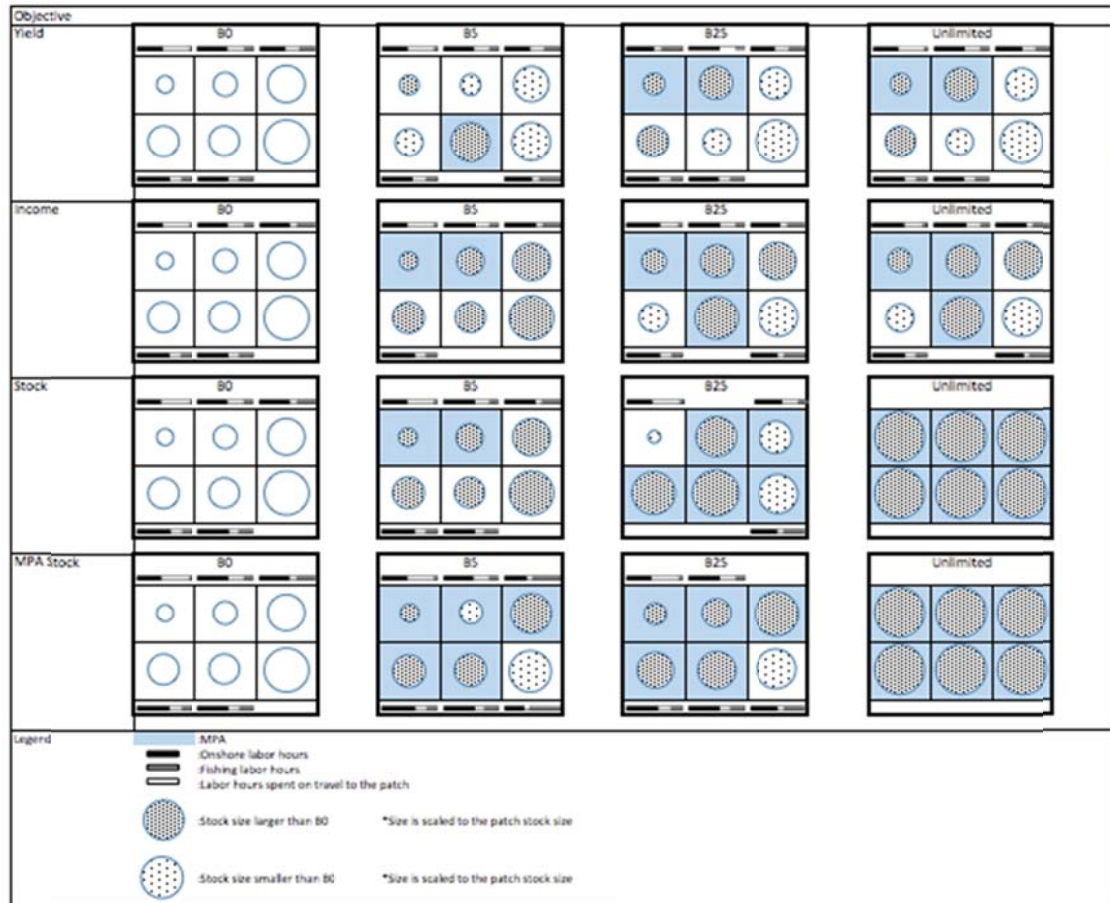 Objective
Yield B0 B5 B25 Unlimited
Income B0 B5 B25 Unlimited
Stock B0 B5 B25 Unlimited
MPA Stock B0 B5 B25 Unlimited
Legend :MPA
:Onshore labor hours
:Fishing labor hours
:Labor hours spent on travel to the patch
:Stock size larger than B0 *Size is scaled to the patch stock size
:Stock size smaller than B0 *Size is scaled to the patch stock size